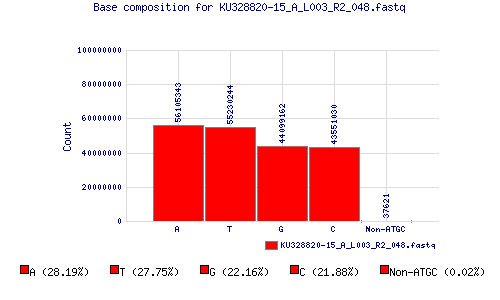 Base composition for KU328820-15_A_L003_R2_048.fastq
100000000
80000000
60000000
40000000
20000000
0
Count
56105343
55230244
44099162
43551030
37621
A T G C Non-ATGC
KU328820-15_A_L003_R2_048.fastq
A (28.19%) T (27.75%) G (22.16%) C (21.88%) Non-ATGC (0.02%)